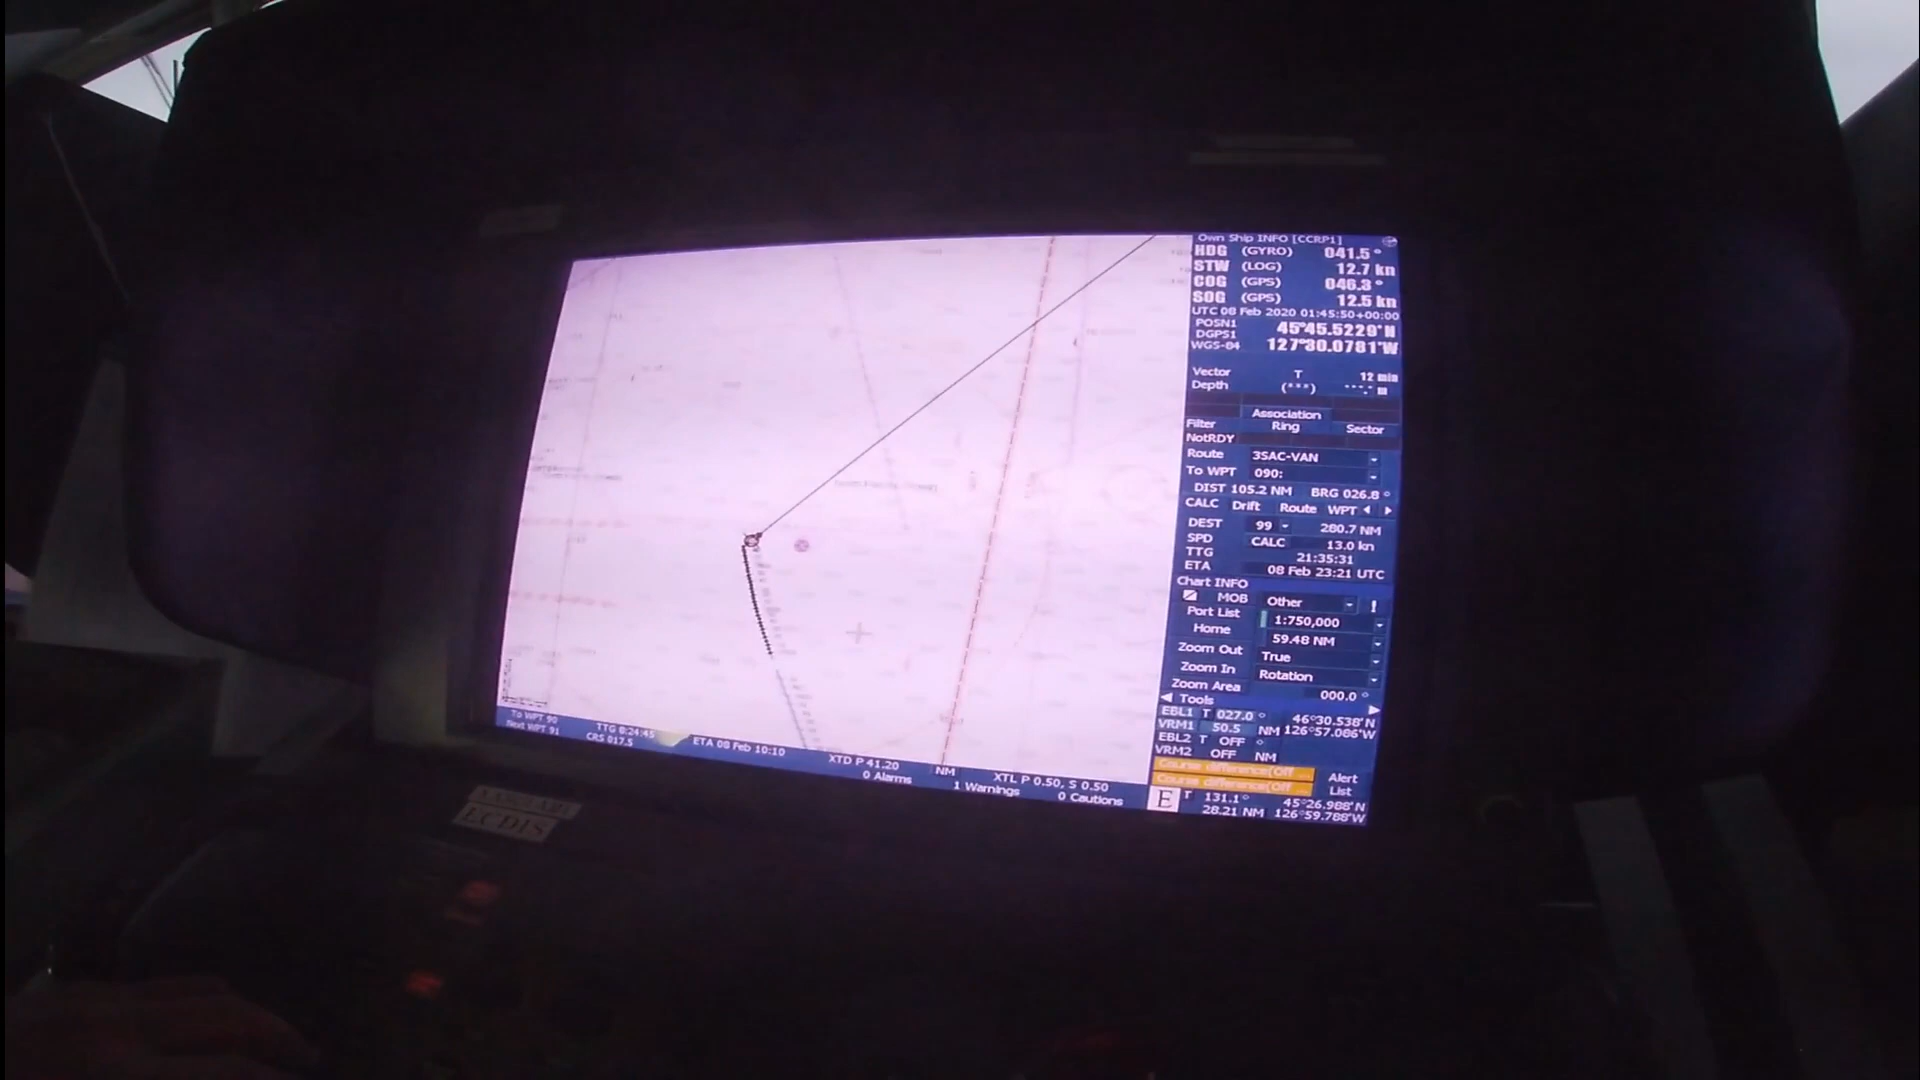 Own Ship INFO [CCRP1]
HDG (GYRO) 041.5 °
STW (LOG) 12.7 kn
COG (GPS) 046.3 °
SOG (GPS) 12.5 kn
UTC 08 Feb 2020 01:45:50+00:00
POSN1 45°45.5229'N
DGPS1
WGS-84 127°30.0781'W
Vector T 12 min
Depth (***) ---.- m
Association
Filter Ring Sector
NotRDY
Route 3SAC-VAN
To WPT 090:
DIST 105.2 NM BRG 026.8 °
CALC Drift Route WPT
DEST 99 280.7 NM
SPD CALC 13.0 kn
TTG 21:35:31
ETA 08 Feb 23:21 UTC
Chart INFO
MOB Other !
Port List 1:750,000
Home 59.48 NM
Zoom Out True
Zoom In Rotation
Zoom Area 000.0 °
Tools
EBL1 T 027.0 ° 46°30.538'N
VRM1 50.5 NM 126°57.086'W
EBL2 T OFF °
VRM2 OFF NM
Course difference(Off ...
Course difference(Off ...
Alert List
E T 131.1 ° 45°26.988'N
28.21 NM 126°59.788'W
To WPT 90 TTG 8:24:45 ETA 08 Feb 10:10 XTD P 41.20 NM XTL P 0.50, S 0.50
Next WPT 91 CRS 017.5 0 Alarms 1 Warnings 0 Cautions
ECDIS